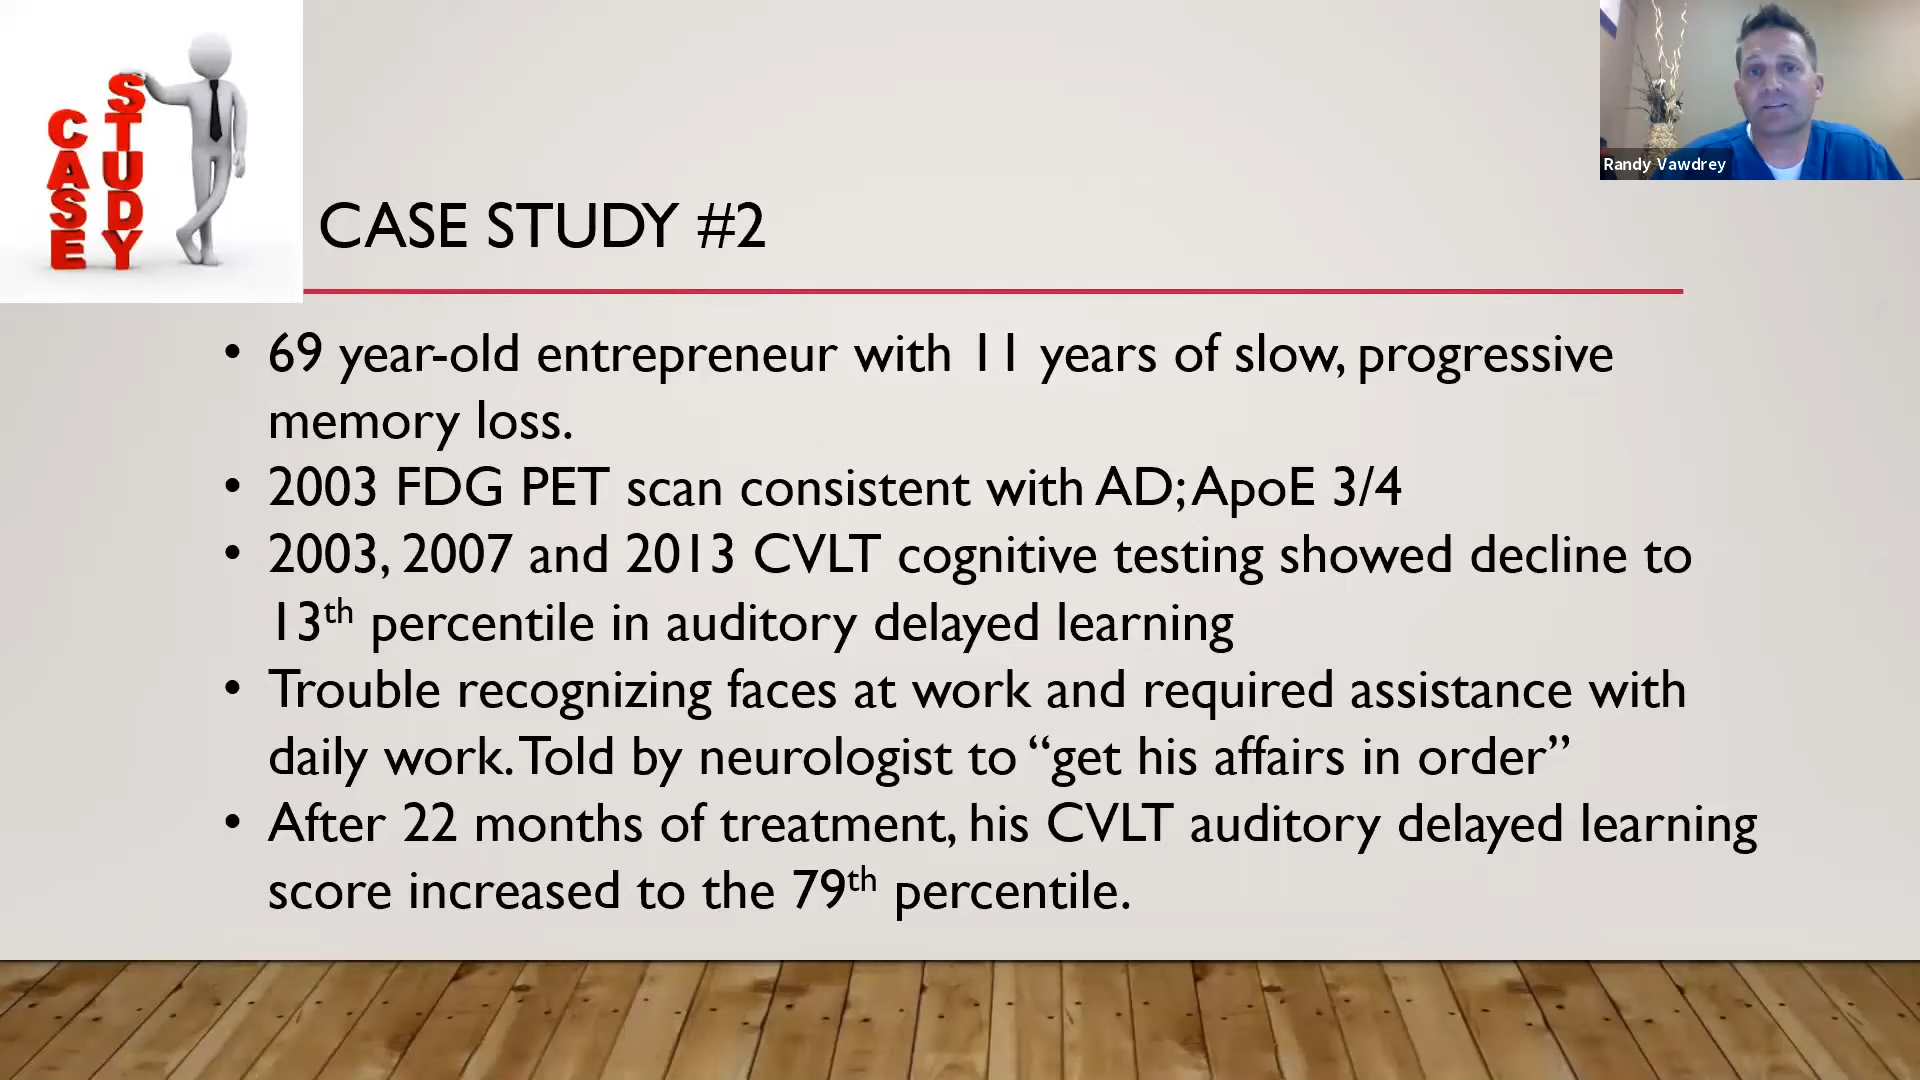 CASE
STUDY
Randy Vawdrey
CASE STUDY #2
• 69 year-old entrepreneur with 11 years of slow, progressive
memory loss.
• 2003 FDG PET scan consistent with AD; ApoE 3/4
• 2003, 2007 and 2013 CVLT cognitive testing showed decline to
13th percentile in auditory delayed learning
• Trouble recognizing faces at work and required assistance with
daily work. Told by neurologist to “get his affairs in order”
• After 22 months of treatment, his CVLT auditory delayed learning
score increased to the 79th percentile.